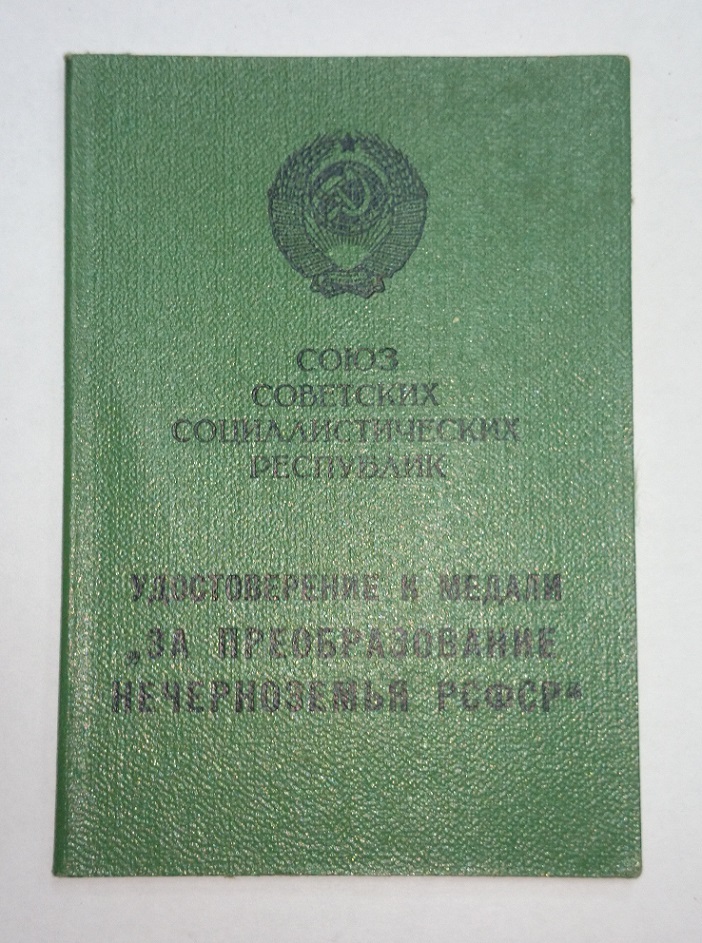 СОЮЗ
СОВЕТСКИХ
СОЦИАЛИСТИЧЕСКИХ
РЕСПУБЛИК
УДОСТОВЕРЕНИЕ К МЕДАЛИ
„ЗА ПРЕОБРАЗОВАНИЕ
НЕЧЕРНОЗЕМЬЯ РСФСР“